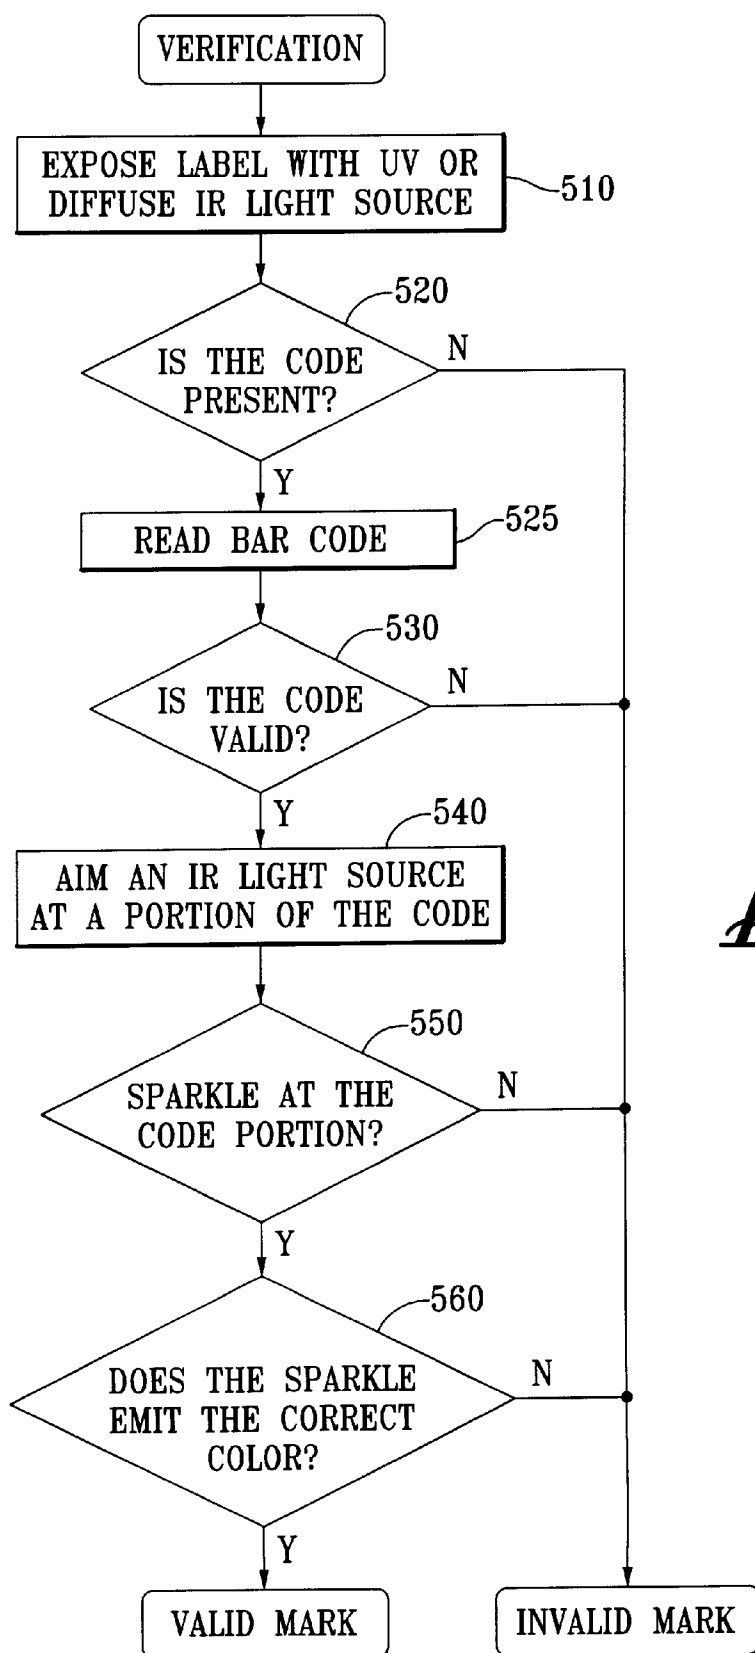 VERIFICATION
EXPOSE LABEL WITH UV OR
DIFFUSE IR LIGHT SOURCE
510
520
IS THE CODE
PRESENT?
N
Y
READ BAR CODE
525
530
IS THE CODE
VALID?
N
Y
540
AIM AN IR LIGHT SOURCE
AT A PORTION OF THE CODE
550
SPARKLE AT THE
CODE PORTION?
N
Y
560
DOES THE SPARKLE
EMIT THE CORRECT
COLOR?
N
Y
VALID MARK
INVALID MARK